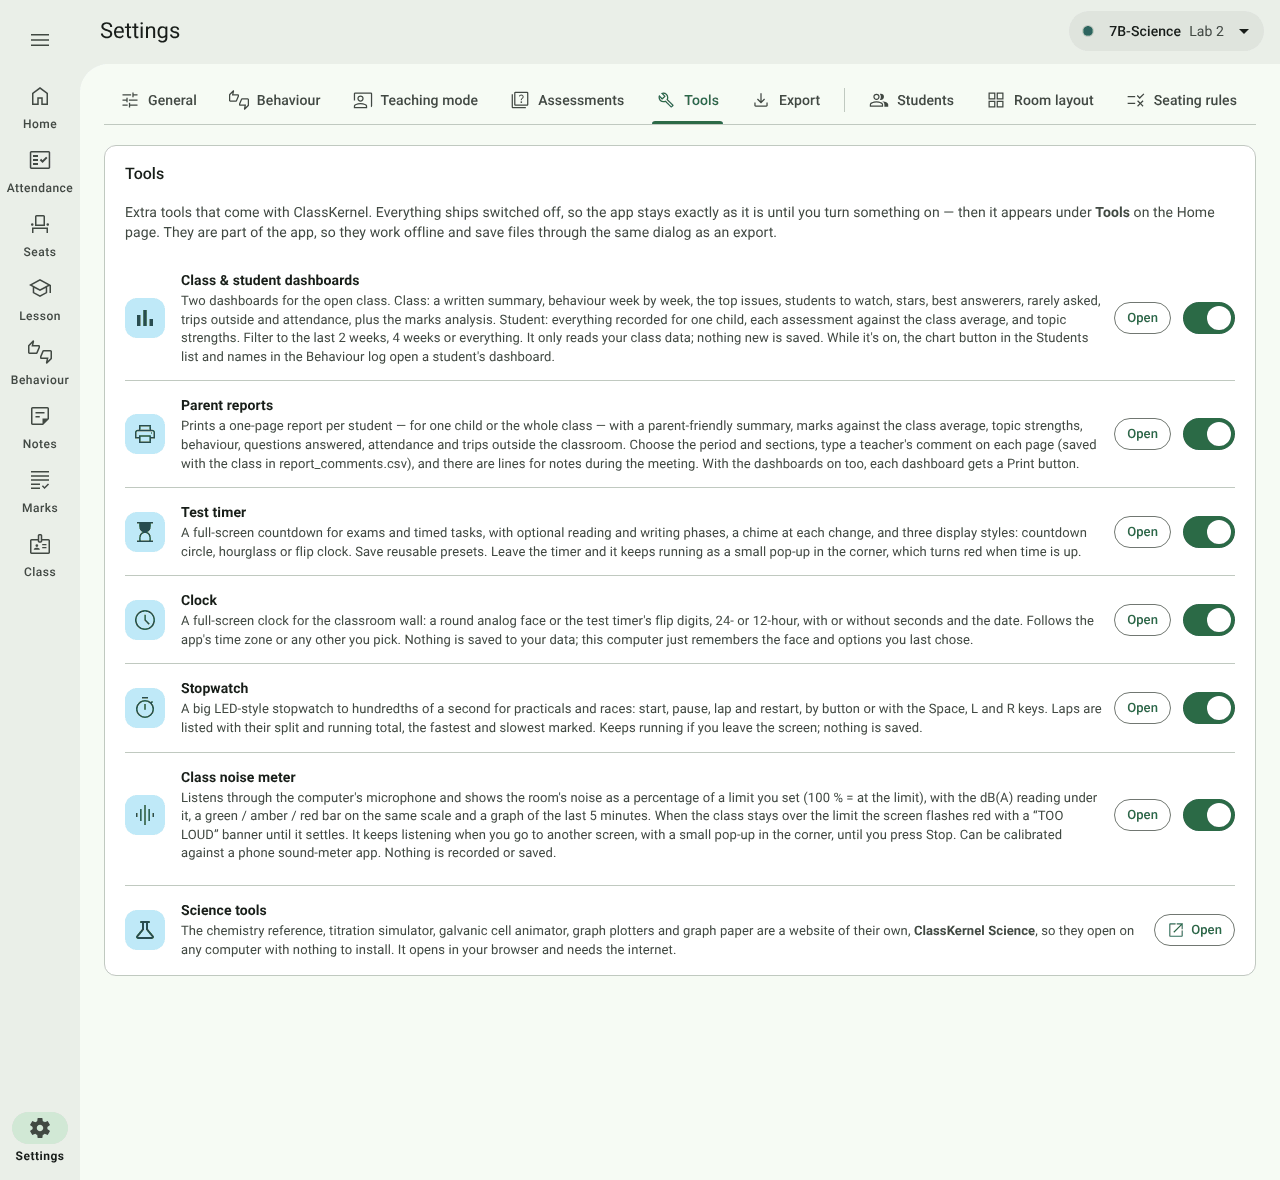 Settings
7B-Science Lab 2
Home
Attendance
Seats
Lesson
Behaviour
Notes
Marks
Class
Settings
General
Behaviour
Teaching mode
Assessments
Tools
Export
Students
Room layout
Seating rules
Tools
Extra tools that come with ClassKernel. Everything ships switched off, so the app stays exactly as it is until you turn something on — then it appears under Tools on the Home
page. They are part of the app, so they work offline and save files through the same dialog as an export.
Class & student dashboards
Two dashboards for the open class. Class: a written summary, behaviour week by week, the top issues, students to watch, stars, best answerers, rarely asked,
trips outside and attendance, plus the marks analysis. Student: everything recorded for one child, each assessment against the class average, and topic
strengths. Filter to the last 2 weeks, 4 weeks or everything. It only reads your class data; nothing new is saved. While it's on, the chart button in the Students
list and names in the Behaviour log open a student's dashboard.
Open
Parent reports
Prints a one-page report per student — for one child or the whole class — with a parent-friendly summary, marks against the class average, topic strengths,
behaviour, questions answered, attendance and trips outside the classroom. Choose the period and sections, type a teacher's comment on each page (saved
with the class in report_comments.csv), and there are lines for notes during the meeting. With the dashboards on too, each dashboard gets a Print button.
Open
Test timer
A full-screen countdown for exams and timed tasks, with optional reading and writing phases, a chime at each change, and three display styles: countdown
circle, hourglass or flip clock. Save reusable presets. Leave the timer and it keeps running as a small pop-up in the corner, which turns red when time is up.
Open
Clock
A full-screen clock for the classroom wall: a round analog face or the test timer's flip digits, 24- or 12-hour, with or without seconds and the date. Follows the
app's time zone or any other you pick. Nothing is saved to your data; this computer just remembers the face and options you last chose.
Open
Stopwatch
A big LED-style stopwatch to hundredths of a second for practicals and races: start, pause, lap and restart, by button or with the Space, L and R keys. Laps are
listed with their split and running total, the fastest and slowest marked. Keeps running if you leave the screen; nothing is saved.
Open
Class noise meter
Listens through the computer's microphone and shows the room's noise as a percentage of a limit you set (100 % = at the limit), with the dB(A) reading under
it, a green / amber / red bar on the same scale and a graph of the last 5 minutes. When the class stays over the limit the screen flashes red with a “TOO
LOUD” banner until it settles. It keeps listening when you go to another screen, with a small pop-up in the corner, until you press Stop. Can be calibrated
against a phone sound-meter app. Nothing is recorded or saved.
Open
Science tools
The chemistry reference, titration simulator, galvanic cell animator, graph plotters and graph paper are a website of their own, ClassKernel Science, so they open on
any computer with nothing to install. It opens in your browser and needs the internet.
Open